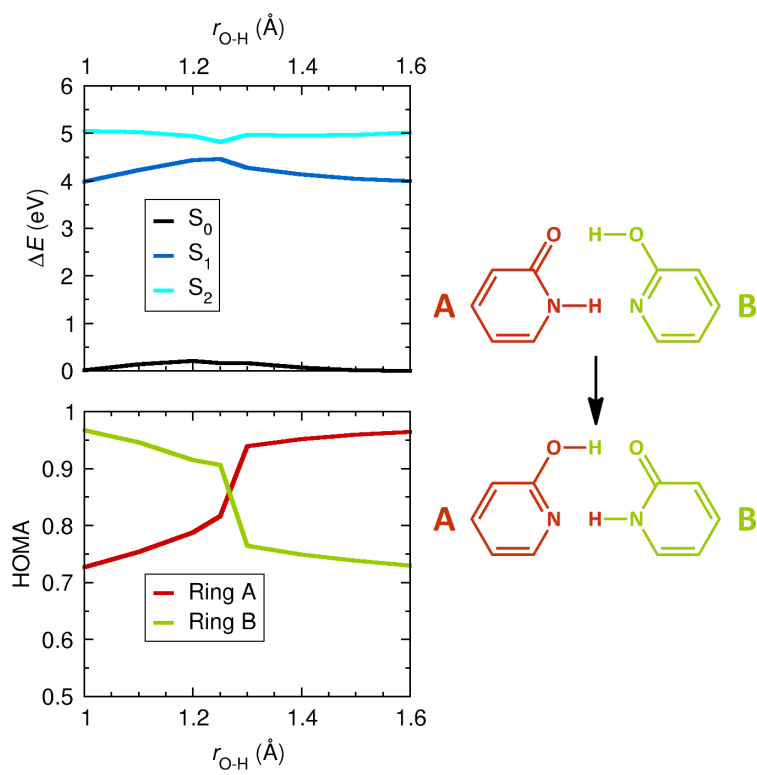 r_O-H (Å)
1 1.2 1.4 1.6
6
5
4
3
2
1
0
ΔE (eV)
S₀
S₁
S₂
1
0.9
0.8
0.7
0.6
0.5
HOMA
Ring A
Ring B
1 1.2 1.4 1.6
r_O-H (Å)
O H O
A N H N B
O H O
A N H N B